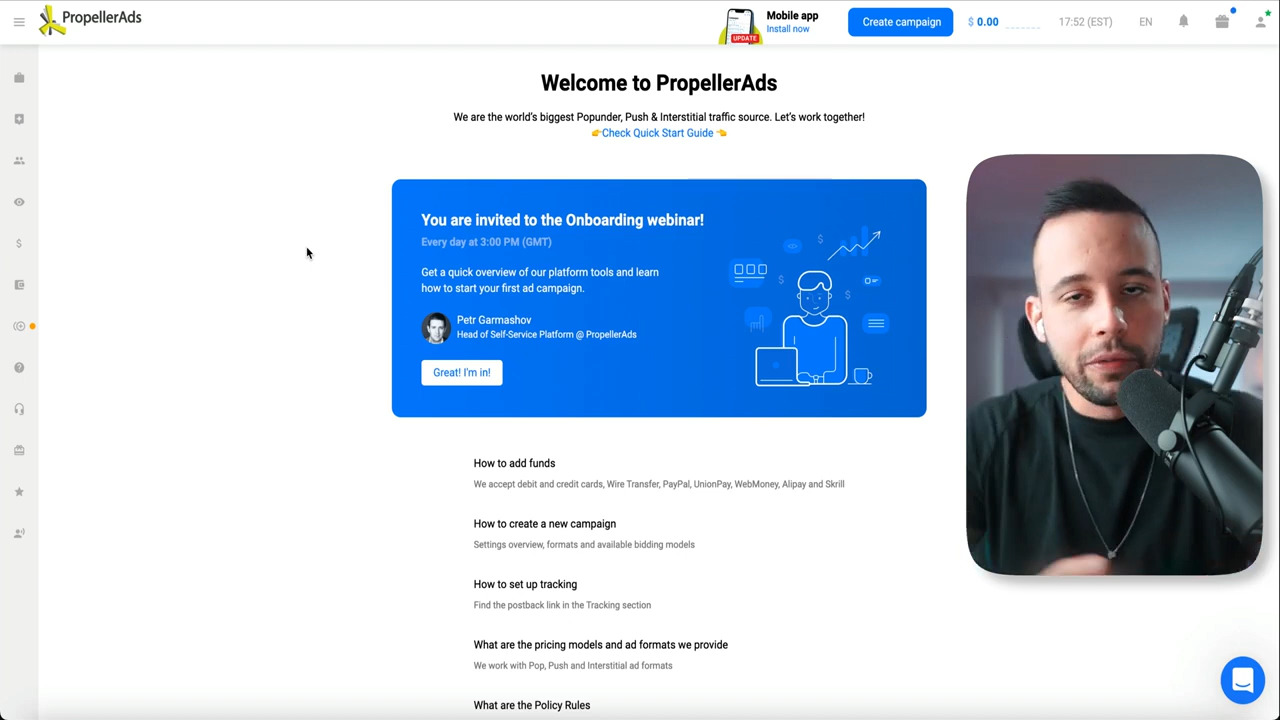 PropellerAds
UPDATE
Mobile app
Install now
Create campaign
$ 0.00
17:52 (EST)
EN
Welcome to PropellerAds
We are the world's biggest Popunder, Push & Interstitial traffic source. Let's work together!
👉Check Quick Start Guide 👈
You are invited to the Onboarding webinar!
Every day at 3:00 PM (GMT)
Get a quick overview of our platform tools and learn
how to start your first ad campaign.
Petr Garmashov
Head of Self-Service Platform @ PropellerAds
Great! I'm in!
How to add funds
We accept debit and credit cards, Wire Transfer, PayPal, UnionPay, WebMoney, Alipay and Skrill
How to create a new campaign
Settings overview, formats and available bidding models
How to set up tracking
Find the postback link in the Tracking section
What are the pricing models and ad formats we provide
We work with Pop, Push and Interstitial ad formats
What are the Policy Rules